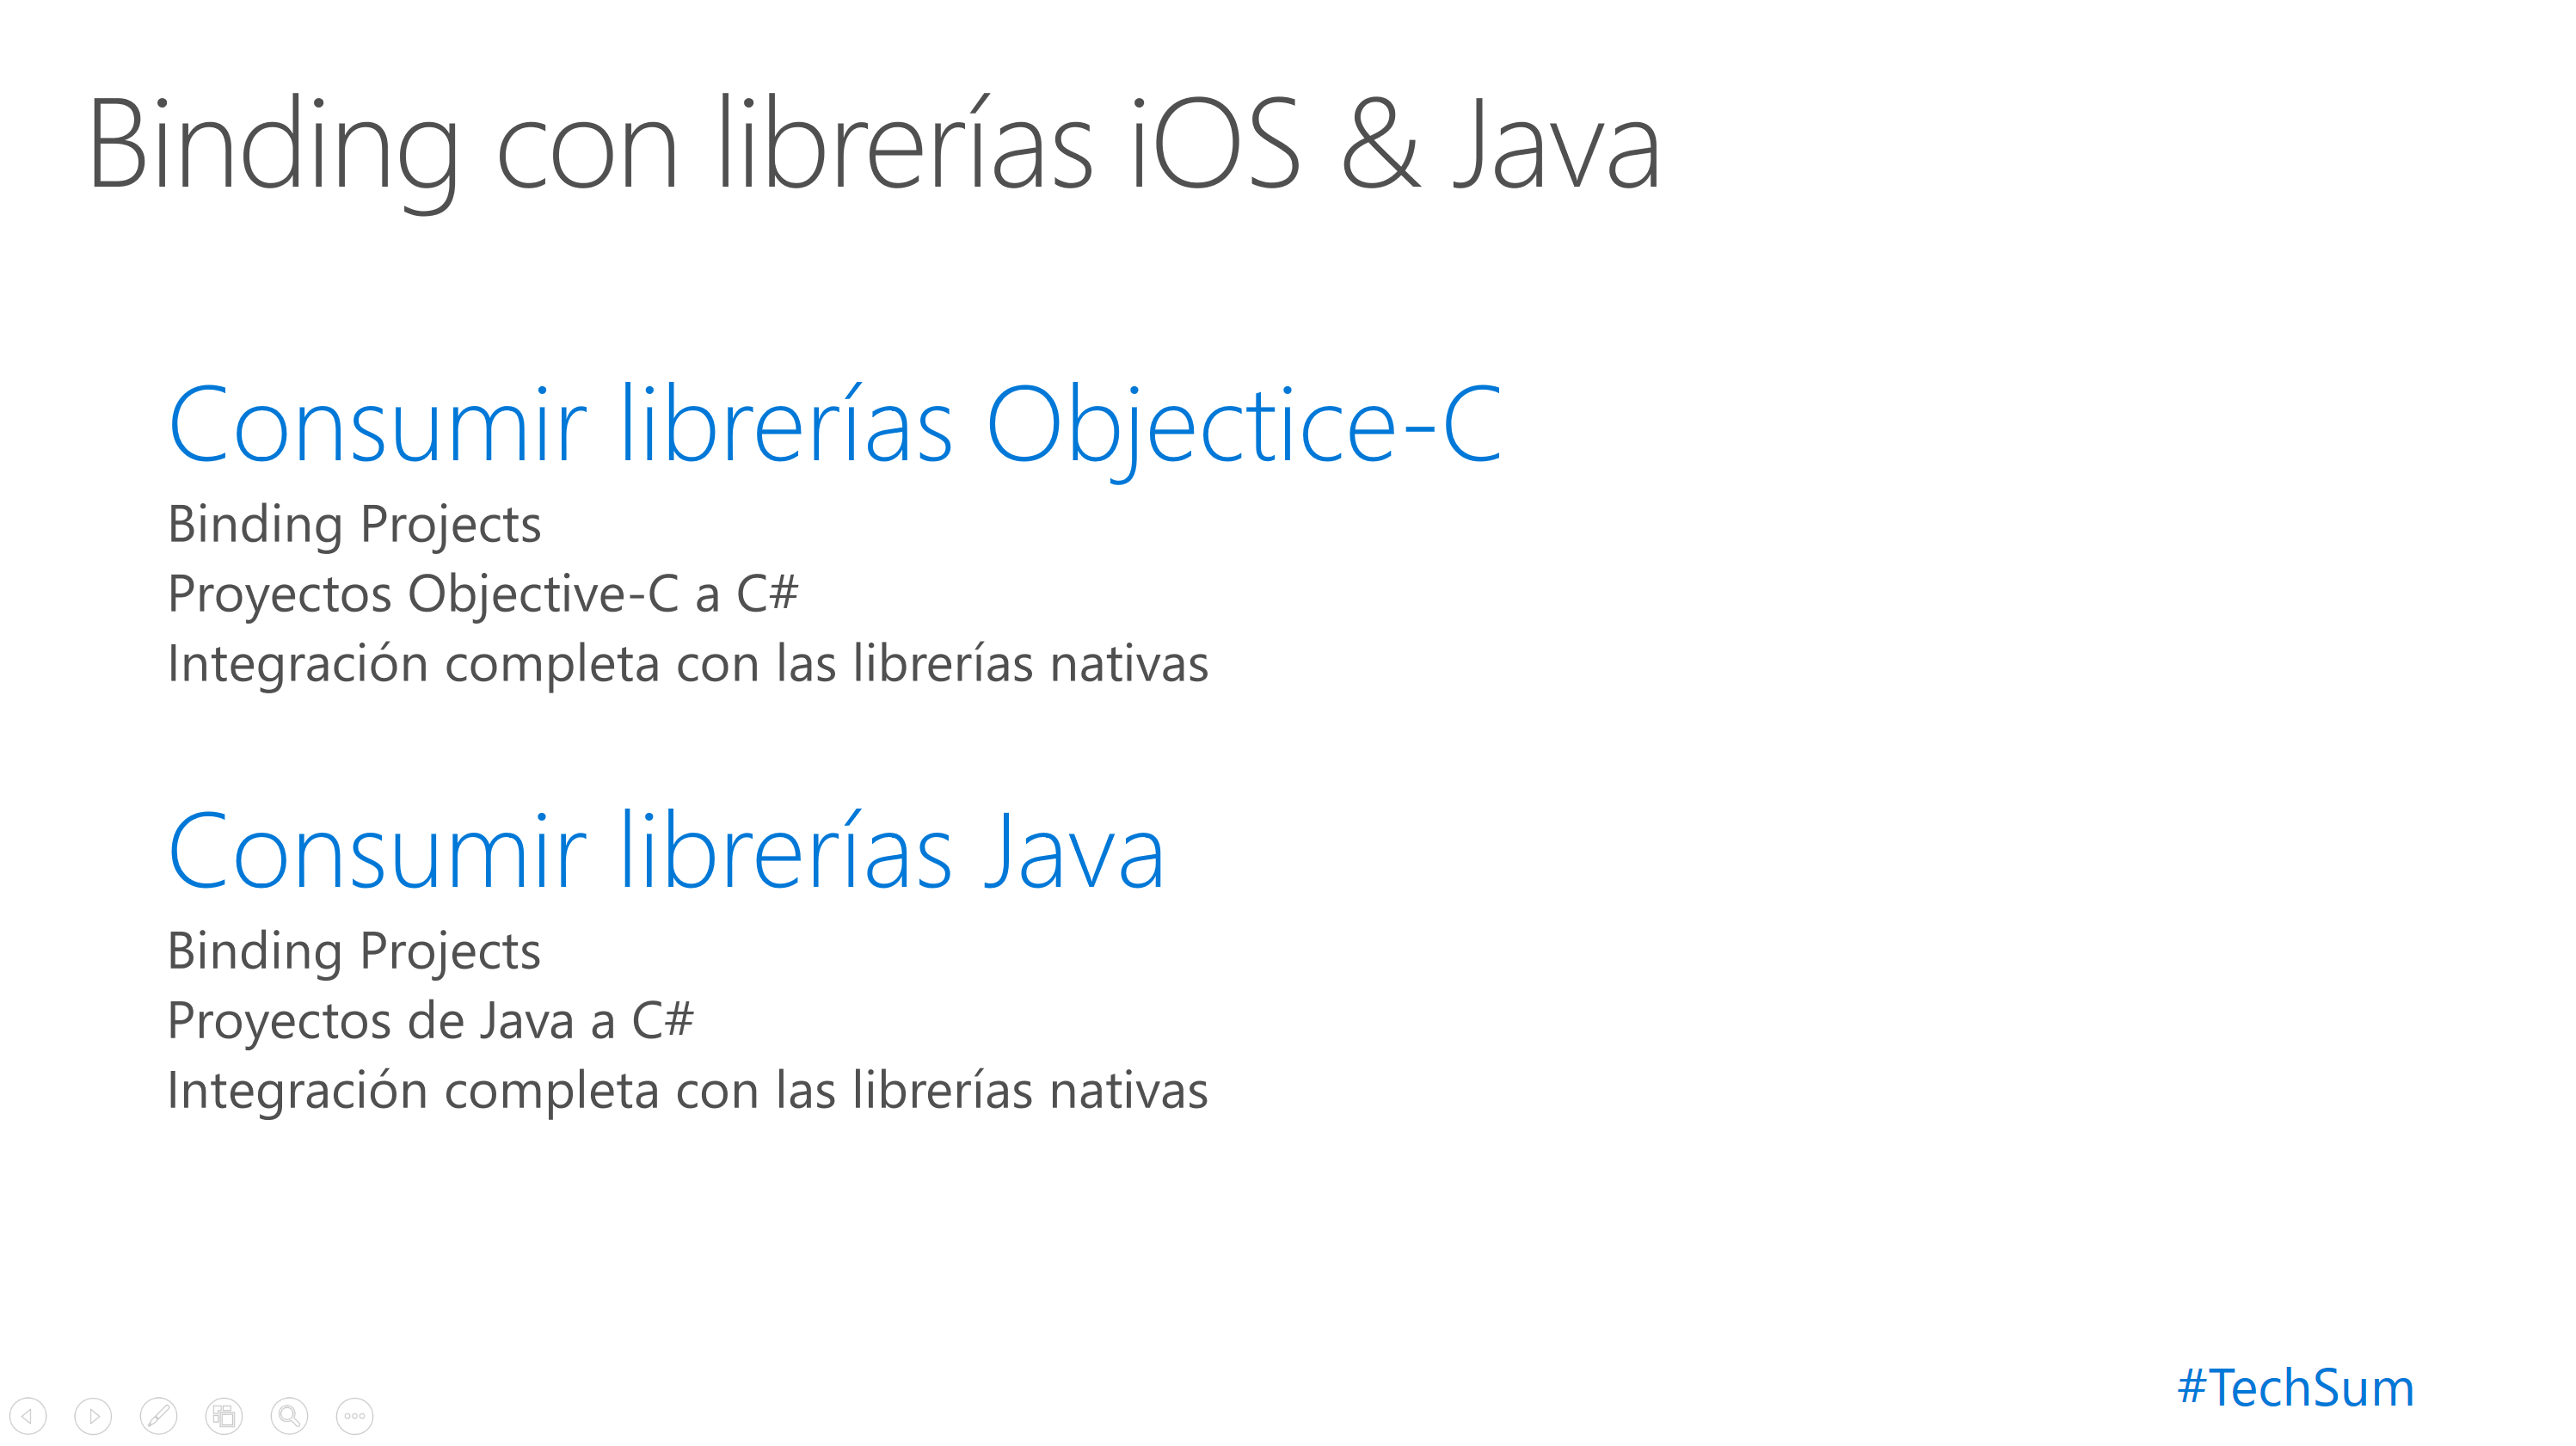 Binding con librerías iOS & Java
Consumir librerías Objectice-C
Binding Projects
Proyectos Objective-C a C#
Integración completa con las librerías nativas
Consumir librerías Java
Binding Projects
Proyectos de Java a C#
Integración completa con las librerías nativas
#TechSum